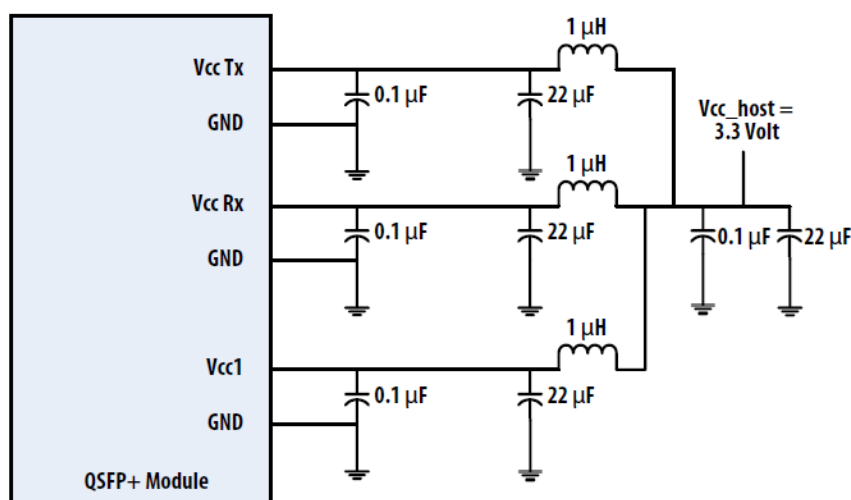 1 μH
Vcc Tx
0.1 μF
22 μF
GND
Vcc_host =
3.3 Volt
1 μH
Vcc Rx
0.1 μF
22 μF
0.1 μF
22 μF
GND
1 μH
Vcc1
0.1 μF
22 μF
GND
QSFP+ Module